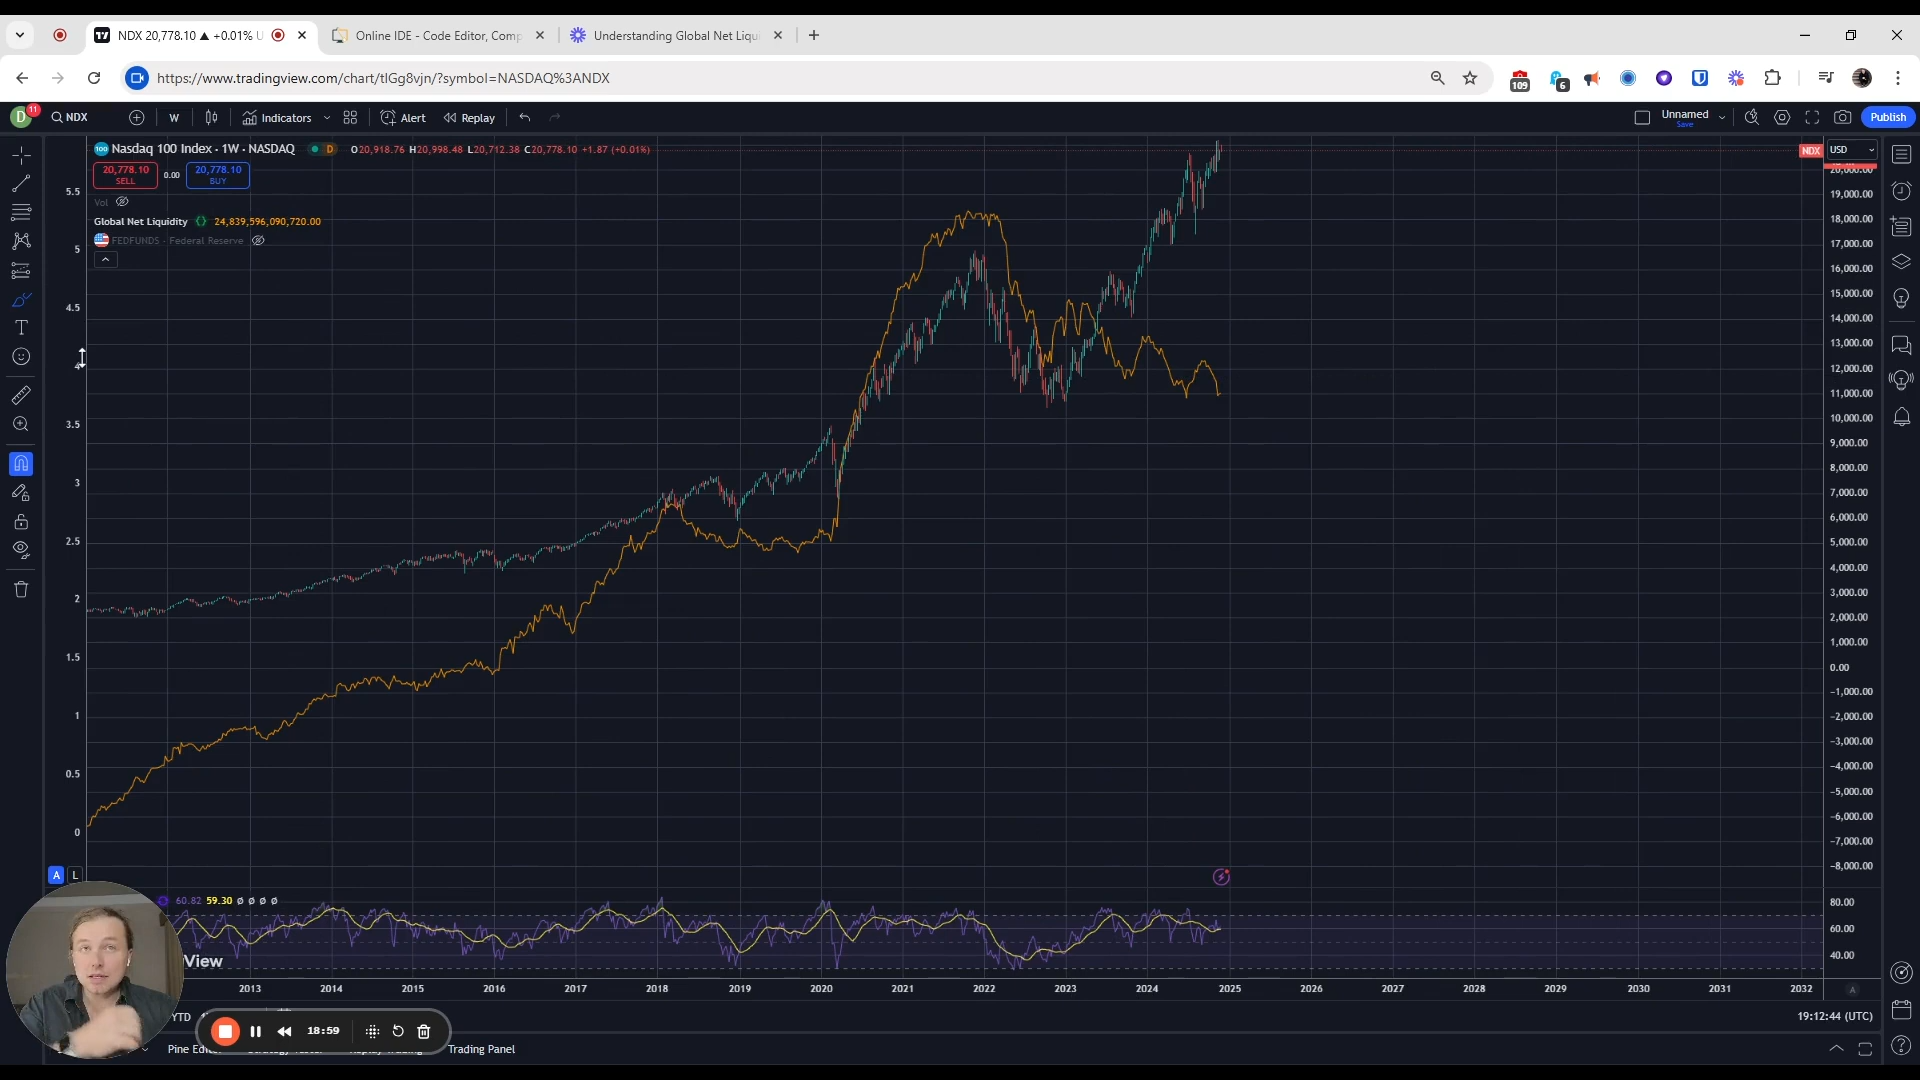 NDX 20,778.10 ▲ +0.01% U
Online IDE - Code Editor, Comp
Understanding Global Net Liqui
https://www.tradingview.com/chart/tlGg8vjn/?symbol=NASDAQ%3ANDX
109
6
D
11
NDX
W
Indicators
Alert
Replay
Unnamed
Save
Publish
100
Nasdaq 100 Index · 1W · NASDAQ
D
O20,918.76 H20,998.48 L20,712.38 C20,778.10 +1.87 (+0.01%)
NDX
USD
20,778.10
SELL
0.00
20,778.10
BUY
Vol
Global Net Liquidity
24,839,596,090,720.00
FEDFUNDS · Federal Reserve
5.5
5
4.5
4
3.5
3
2.5
2
1.5
1
0.5
0
20,000.00
19,000.00
18,000.00
17,000.00
16,000.00
15,000.00
14,000.00
13,000.00
12,000.00
11,000.00
10,000.00
9,000.00
8,000.00
7,000.00
6,000.00
5,000.00
4,000.00
3,000.00
2,000.00
1,000.00
0.00
−1,000.00
−2,000.00
−3,000.00
−4,000.00
−5,000.00
−6,000.00
−7,000.00
−8,000.00
A
L
60.82 59.30 ø ø ø ø
80.00
60.00
40.00
View
2013 2014 2015 2016 2017 2018 2019 2020 2021 2022 2023 2024 2025 2026 2027 2028 2029 2030 2031 2032
A
YTD
18:59
19:12:44 (UTC)
Pine
Trading Panel